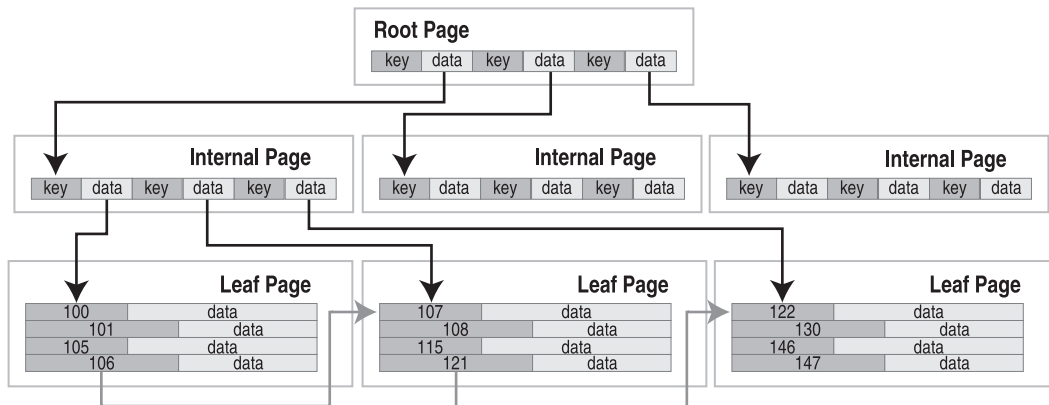 Root Page
key data key data key data
Internal Page
key data key data key data
Internal Page
key data key data key data
Internal Page
key data key data key data
Leaf Page
100 data
101 data
105 data
106 data
Leaf Page
107 data
108 data
115 data
121 data
Leaf Page
122 data
130 data
146 data
147 data